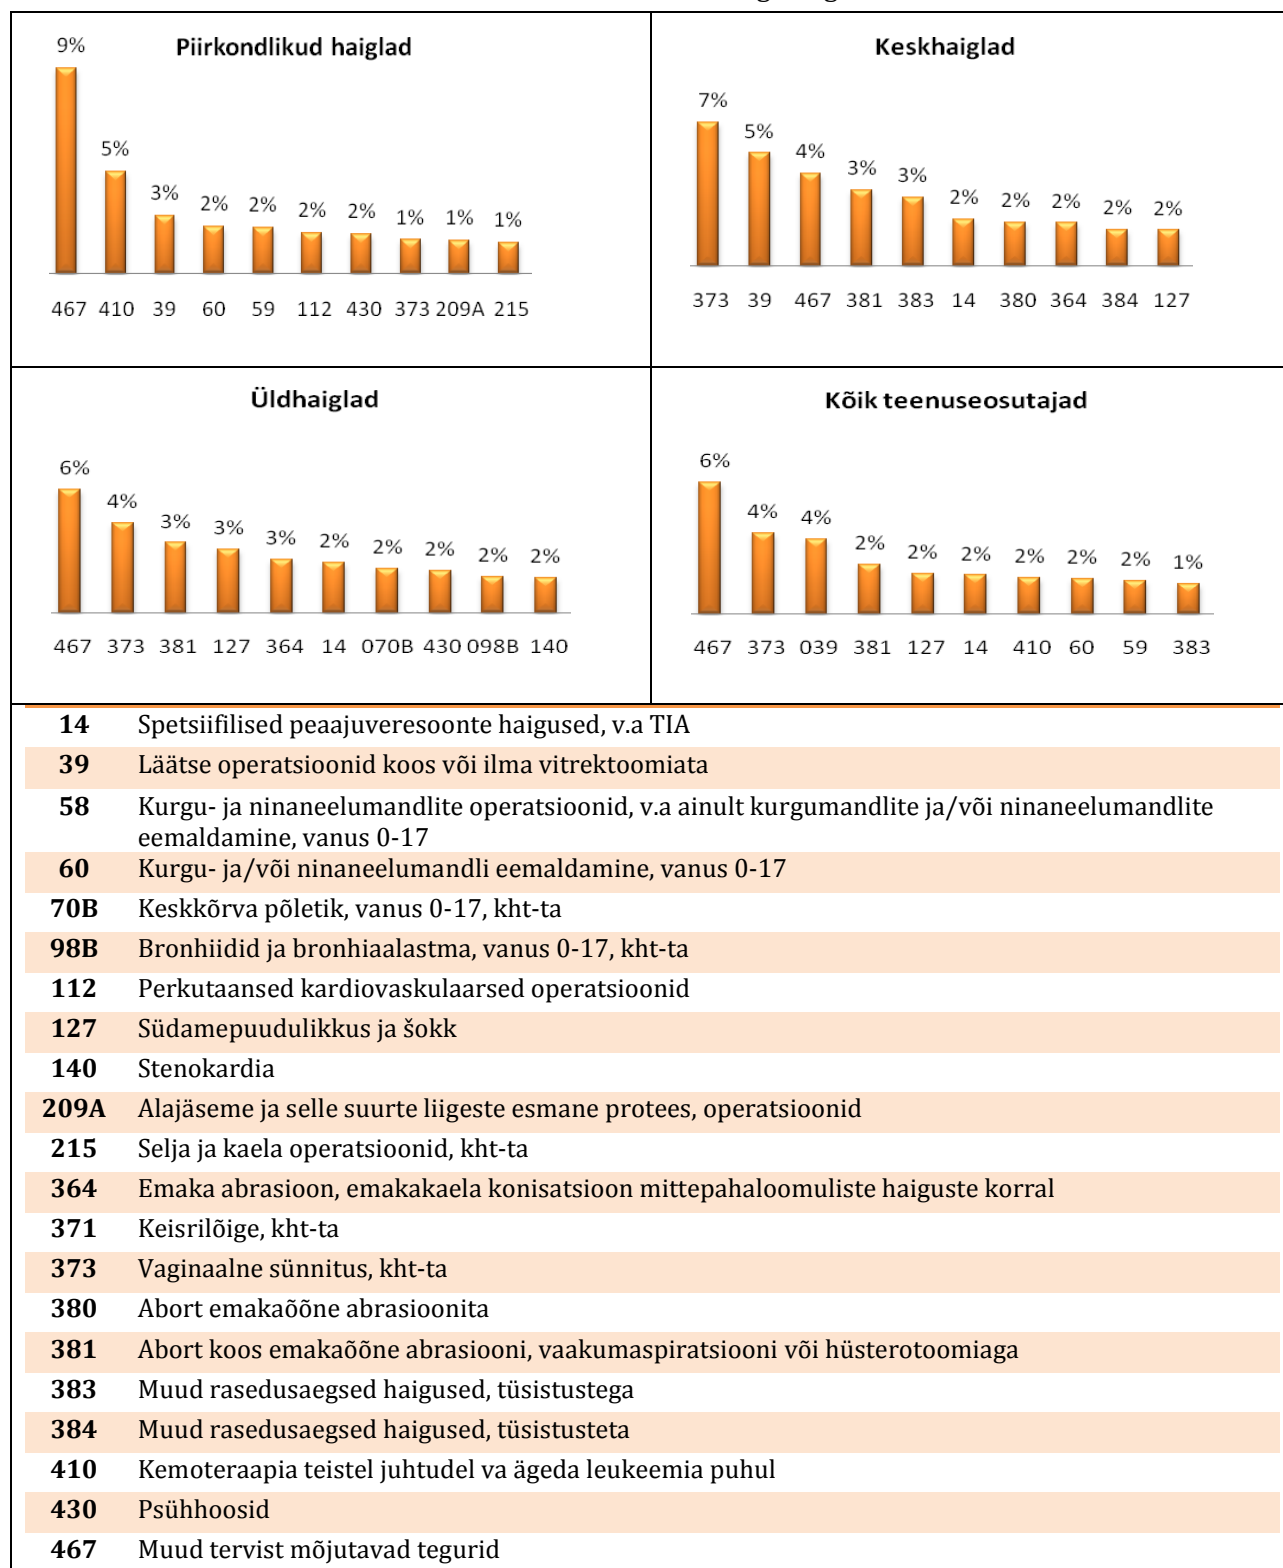 Piirkondlikud haiglad
9%
5%
3%
2%
2%
2%
2%
1%
1%
1%
467 410 39 60 59 112 430 373 209A 215
Keskhaiglad
7%
5%
4%
3%
3%
2%
2%
2%
2%
2%
373 39 467 381 383 14 380 364 384 127
Üldhaiglad
6%
4%
3%
3%
3%
2%
2%
2%
2%
2%
467 373 381 127 364 14 070B 430 098B 140
Kõik teenuseosutajad
6%
4%
4%
2%
2%
2%
2%
2%
2%
1%
467 373 039 381 127 14 410 60 59 383
14 Spetsiifilised peaajuveresoonte haigused, v.a TIA
39 Läätse operatsioonid koos või ilma vitrektoomiata
58 Kurgu- ja ninaneelumandlite operatsioonid, v.a ainult kurgumandlite ja/või ninaneelumandlite
eemaldamine, vanus 0-17
60 Kurgu- ja/või ninaneelumandli eemaldamine, vanus 0-17
70B Keskkõrva põletik, vanus 0-17, kht-ta
98B Bronhiidid ja bronhiaalastma, vanus 0-17, kht-ta
112 Perkutaansed kardiovaskulaarsed operatsioonid
127 Südamepuudulikkus ja šokk
140 Stenokardia
209A Alajäseme ja selle suurte liigeste esmane protees, operatsioonid
215 Selja ja kaela operatsioonid, kht-ta
364 Emaka abrasioon, emakakaela konisatsioon mittepahaloomuliste haiguste korral
371 Keisrilõige, kht-ta
373 Vaginaalne sünnitus, kht-ta
380 Abort emakaõõne abrasioonita
381 Abort koos emakaõõne abrasiooni, vaakumaspiratsiooni või hüsterotoomiaga
383 Muud rasedusaegsed haigused, tüsistustega
384 Muud rasedusaegsed haigused, tüsistusteta
410 Kemoteraapia teistel juhtudel va ägeda leukeemia puhul
430 Psühhoosid
467 Muud tervist mõjutavad tegurid